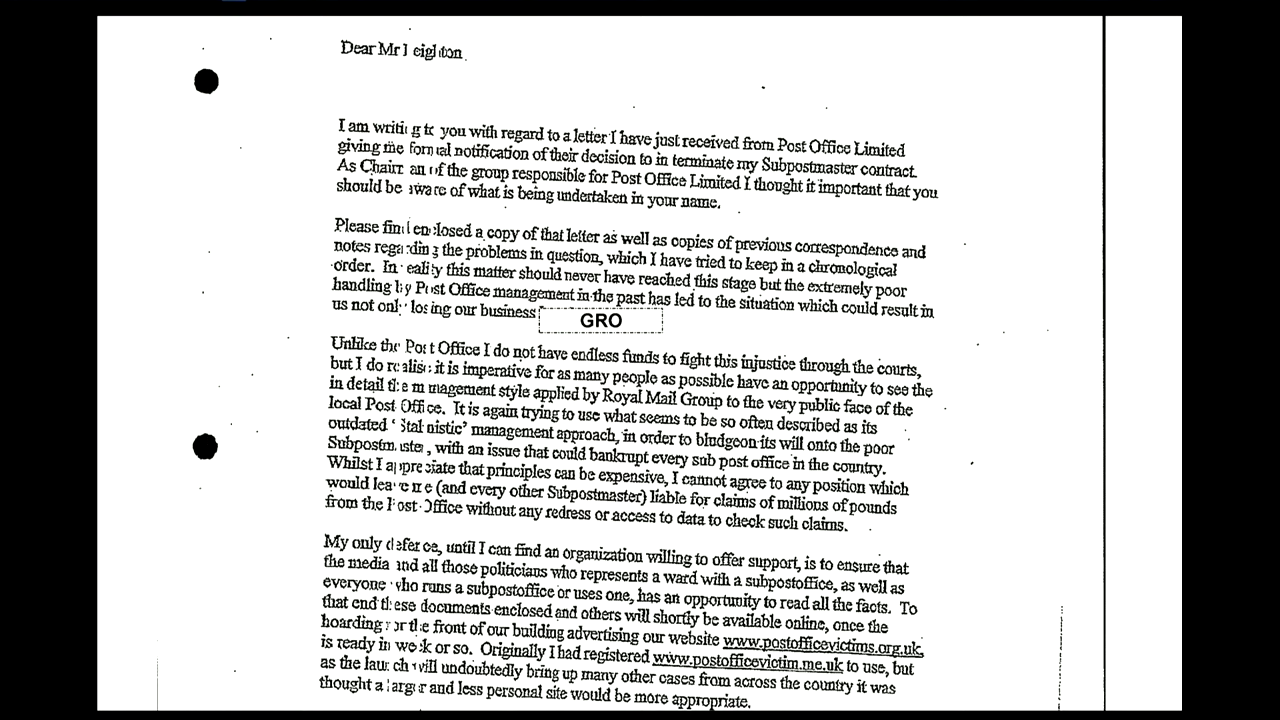 Dear Mr Leighton
I am writing to you with regard to a letter I have just received from Post Office Limited
giving me formal notification of their decision to in terminate my Subpostmaster contract.
As Chairman of the group responsible for Post Office Limited I thought it important that you
should be aware of what is being undertaken in your name.
Please find enclosed a copy of that letter as well as copies of previous correspondence and
notes regarding the problems in question, which I have tried to keep in a chronological
order. In reality this matter should never have reached this stage but the extremely poor
handling by Post Office management in the past has led to the situation which could result in
us not only losing our business GRO
Unlike the Post Office I do not have endless funds to fight this injustice through the courts,
but I do realise it is imperative for as many people as possible have an opportunity to see the
in detail the management style applied by Royal Mail Group to the very public face of the
local Post Office. It is again trying to use what seems to be so often described as its
outdated 'Stalinistic' management approach, in order to bludgeon its will onto the poor
Subpostmaster, with an issue that could bankrupt every sub post office in the country.
Whilst I appreciate that principles can be expensive, I cannot agree to any position which
would leave me (and every other Subpostmaster) liable for claims of millions of pounds
from the Post Office without any redress or access to data to check such claims.
My only defence, until I can find an organization willing to offer support, is to ensure that
the media and all those politicians who represents a ward with a subpostoffice, as well as
everyone who runs a subpostoffice or uses one, has an opportunity to read all the facts. To
that end these documents enclosed and others will shortly be available online, once the
hoarding for the front of our building advertising our website www.postofficevictims.org.uk,
is ready in week or so. Originally I had registered www.postofficevictim.me.uk to use, but
as the launch will undoubtedly bring up many other cases from across the country it was
thought a larger and less personal site would be more appropriate.